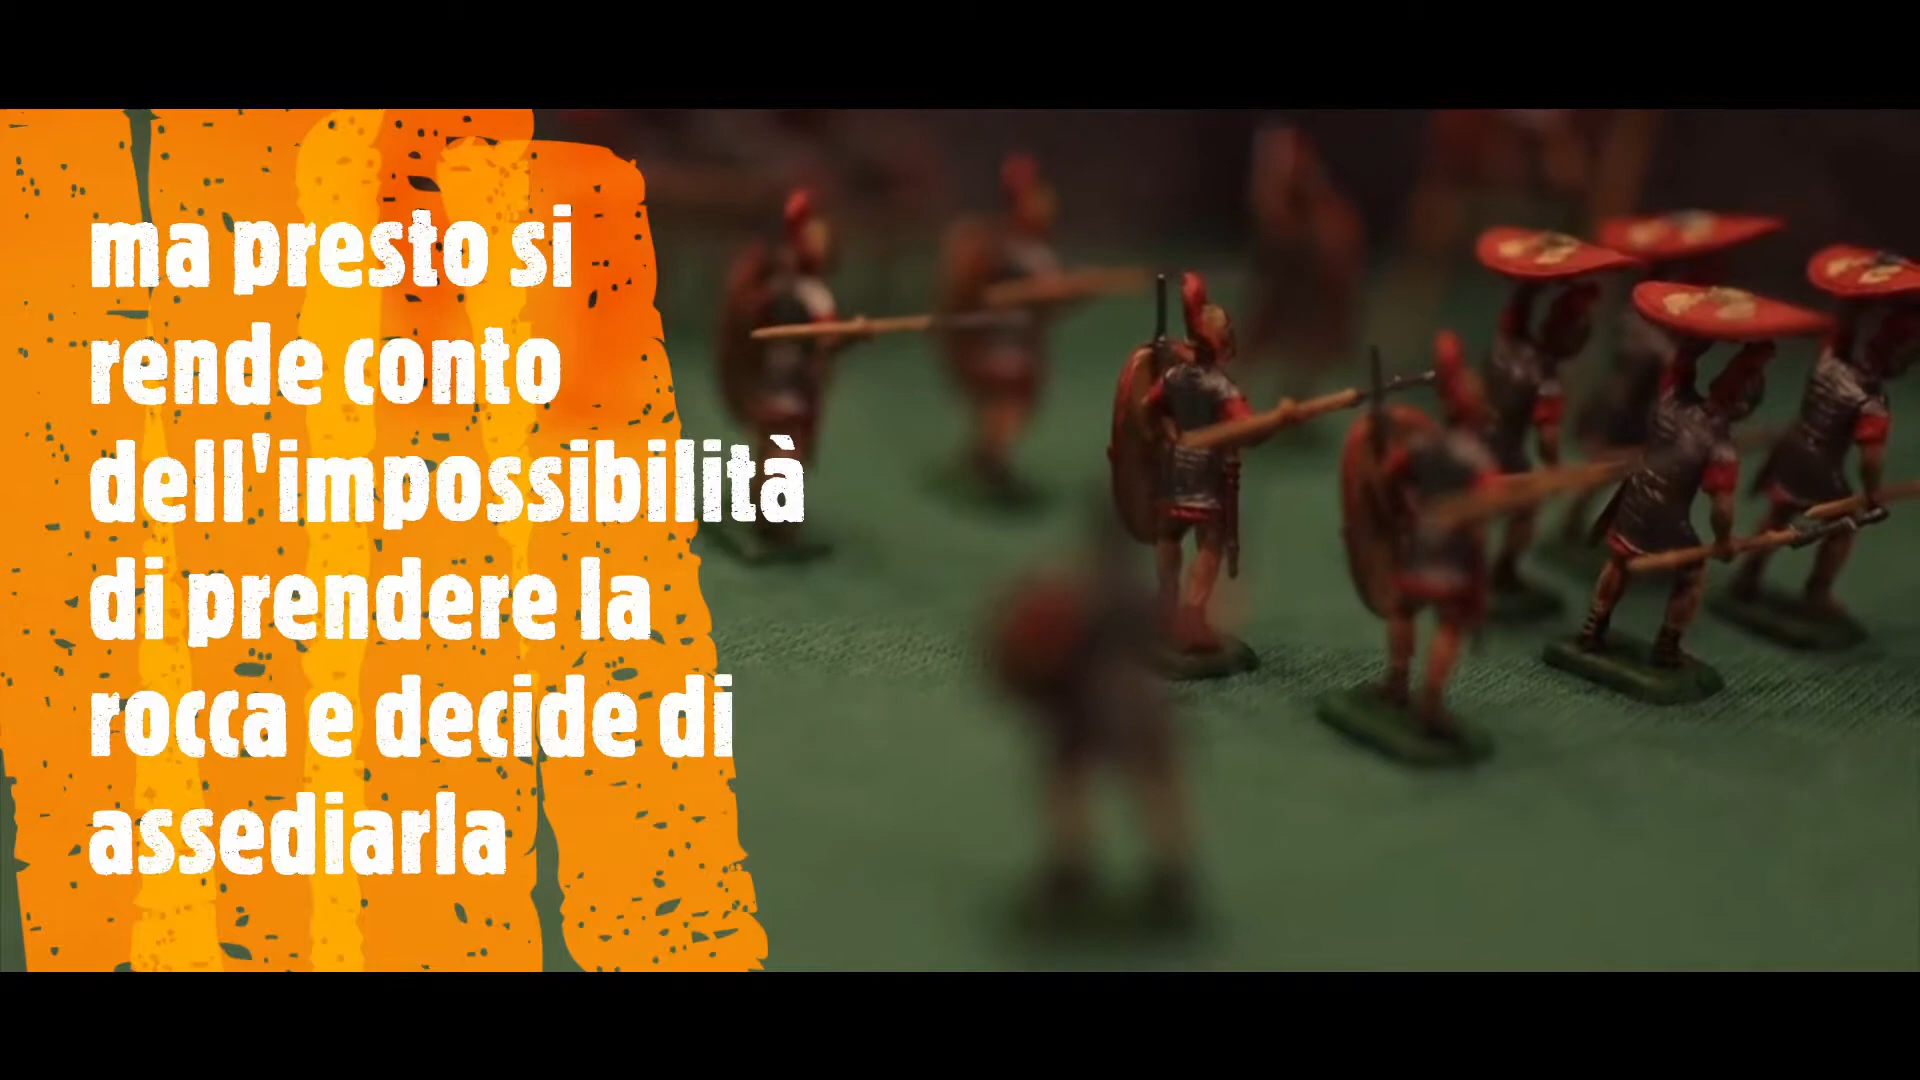 ma presto si
rende conto
dell'impossibilità
di prendere la
rocca e decide di
assediarla